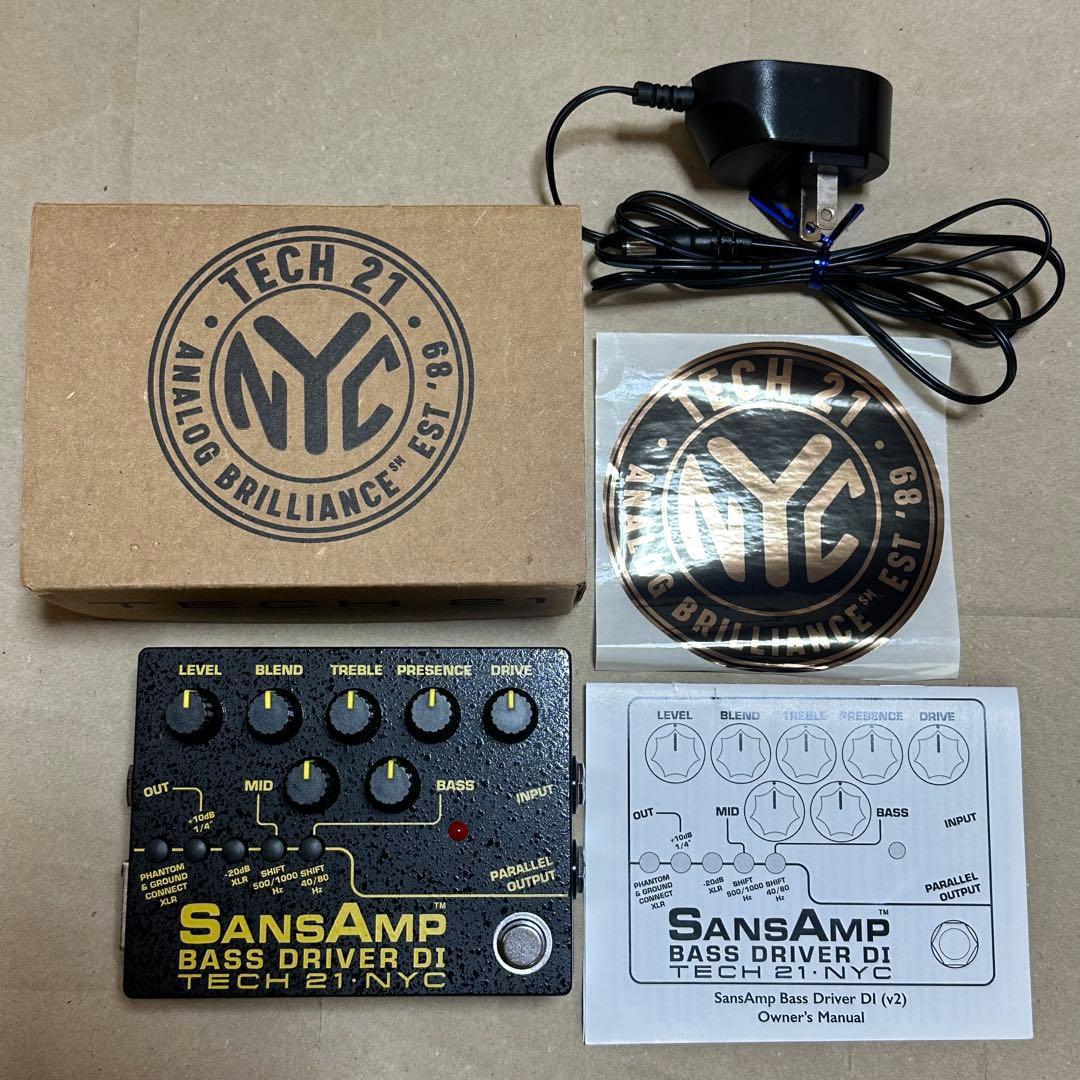 TECH 21
NYC
ANALOG BRILLIANCE℠ EST '89
TECH 21
TECH 21
NYC
ANALOG BRILLIANCE℠ EST '89
LEVEL BLEND TREBLE PRESENCE DRIVE
MID BASS
OUT
+10dB
1/4"
INPUT
PHANTOM
& GROUND
CONNECT
XLR
-20dB
XLR
SHIFT
500/1000
Hz
SHIFT
40/80
Hz
PARALLEL
OUTPUT
SANSAMP™
BASS DRIVER DI
TECH 21·NYC
LEVEL BLEND TREBLE PRESENCE DRIVE
MID BASS
OUT
+10dB
1/4"
INPUT
PHANTOM
& GROUND
CONNECT
XLR
-20dB
XLR
SHIFT
500/1000
Hz
SHIFT
40/80
Hz
PARALLEL
OUTPUT
SANSAMP™
BASS DRIVER DI
TECH 21·NYC
SansAmp Bass Driver DI (v2)
Owner's Manual